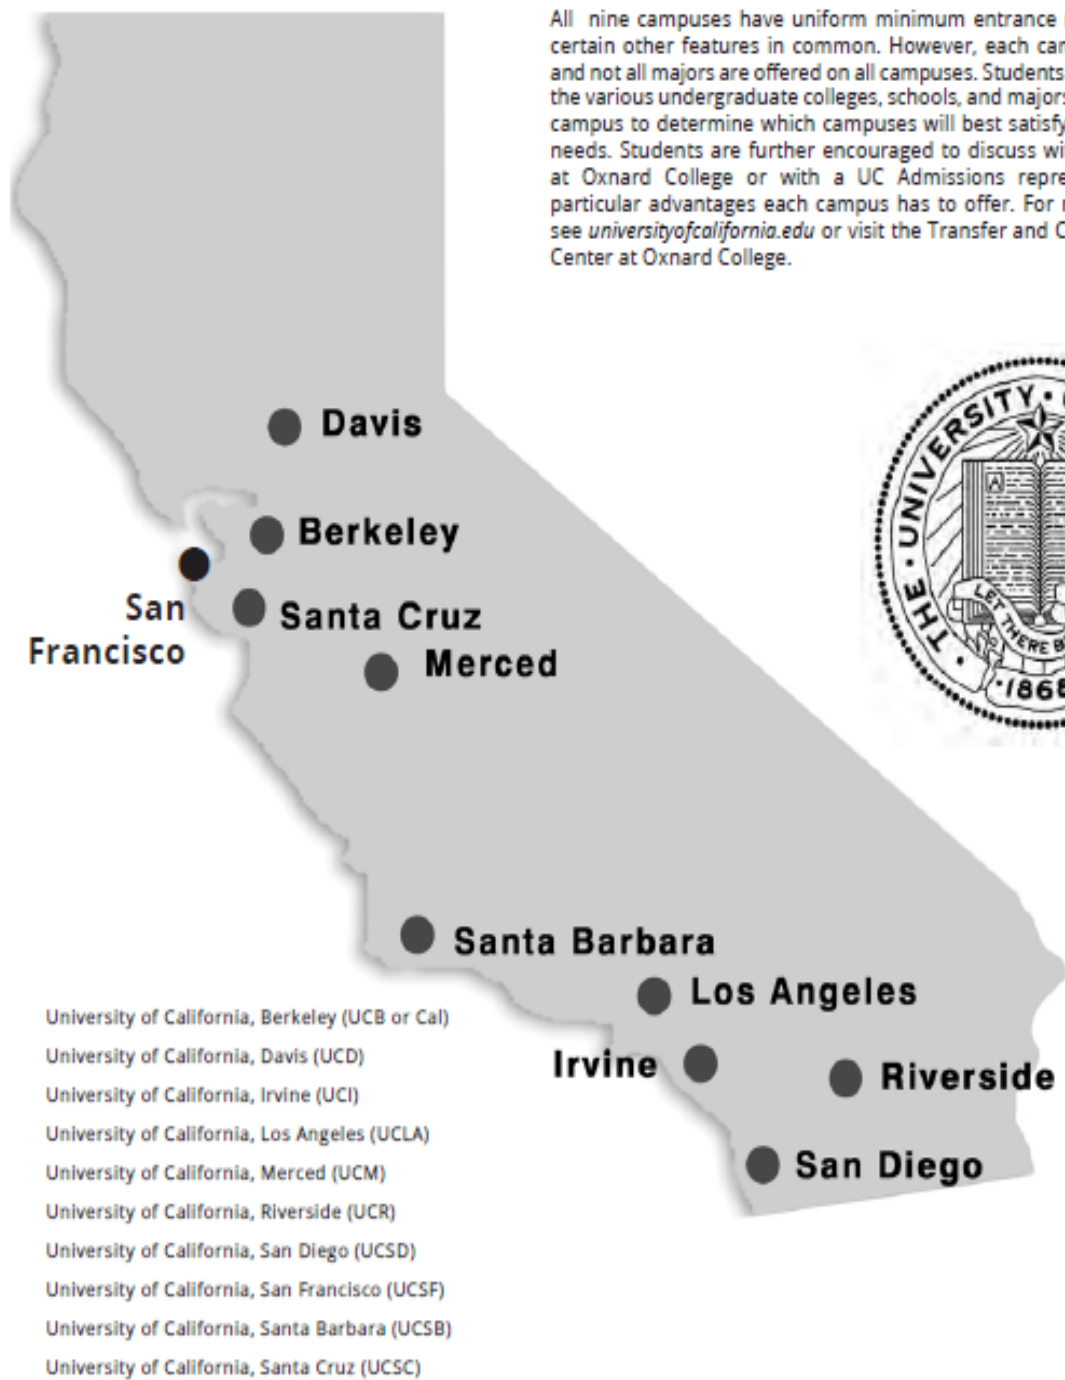 All nine campuses have uniform minimum entrance
certain other features in common. However, each
and not all majors are offered on all campuses. Students
the various undergraduate colleges, schools, and majors
campus to determine which campuses will best satisfy
needs. Students are further encouraged to discuss
at Oxnard College or with a UC Admissions
particular advantages each campus has to offer. For
see universityofcalifornia.edu or visit the Transfer and
Center at Oxnard College.
THE · UNIVERSITY ·
A
LET THERE
·1868
Davis
Berkeley
San
Francisco
Santa Cruz
Merced
Santa Barbara
Los Angeles
Irvine
Riverside
San Diego
University of California, Berkeley (UCB or Cal)
University of California, Davis (UCD)
University of California, Irvine (UCI)
University of California, Los Angeles (UCLA)
University of California, Merced (UCM)
University of California, Riverside (UCR)
University of California, San Diego (UCSD)
University of California, San Francisco (UCSF)
University of California, Santa Barbara (UCSB)
University of California, Santa Cruz (UCSC)